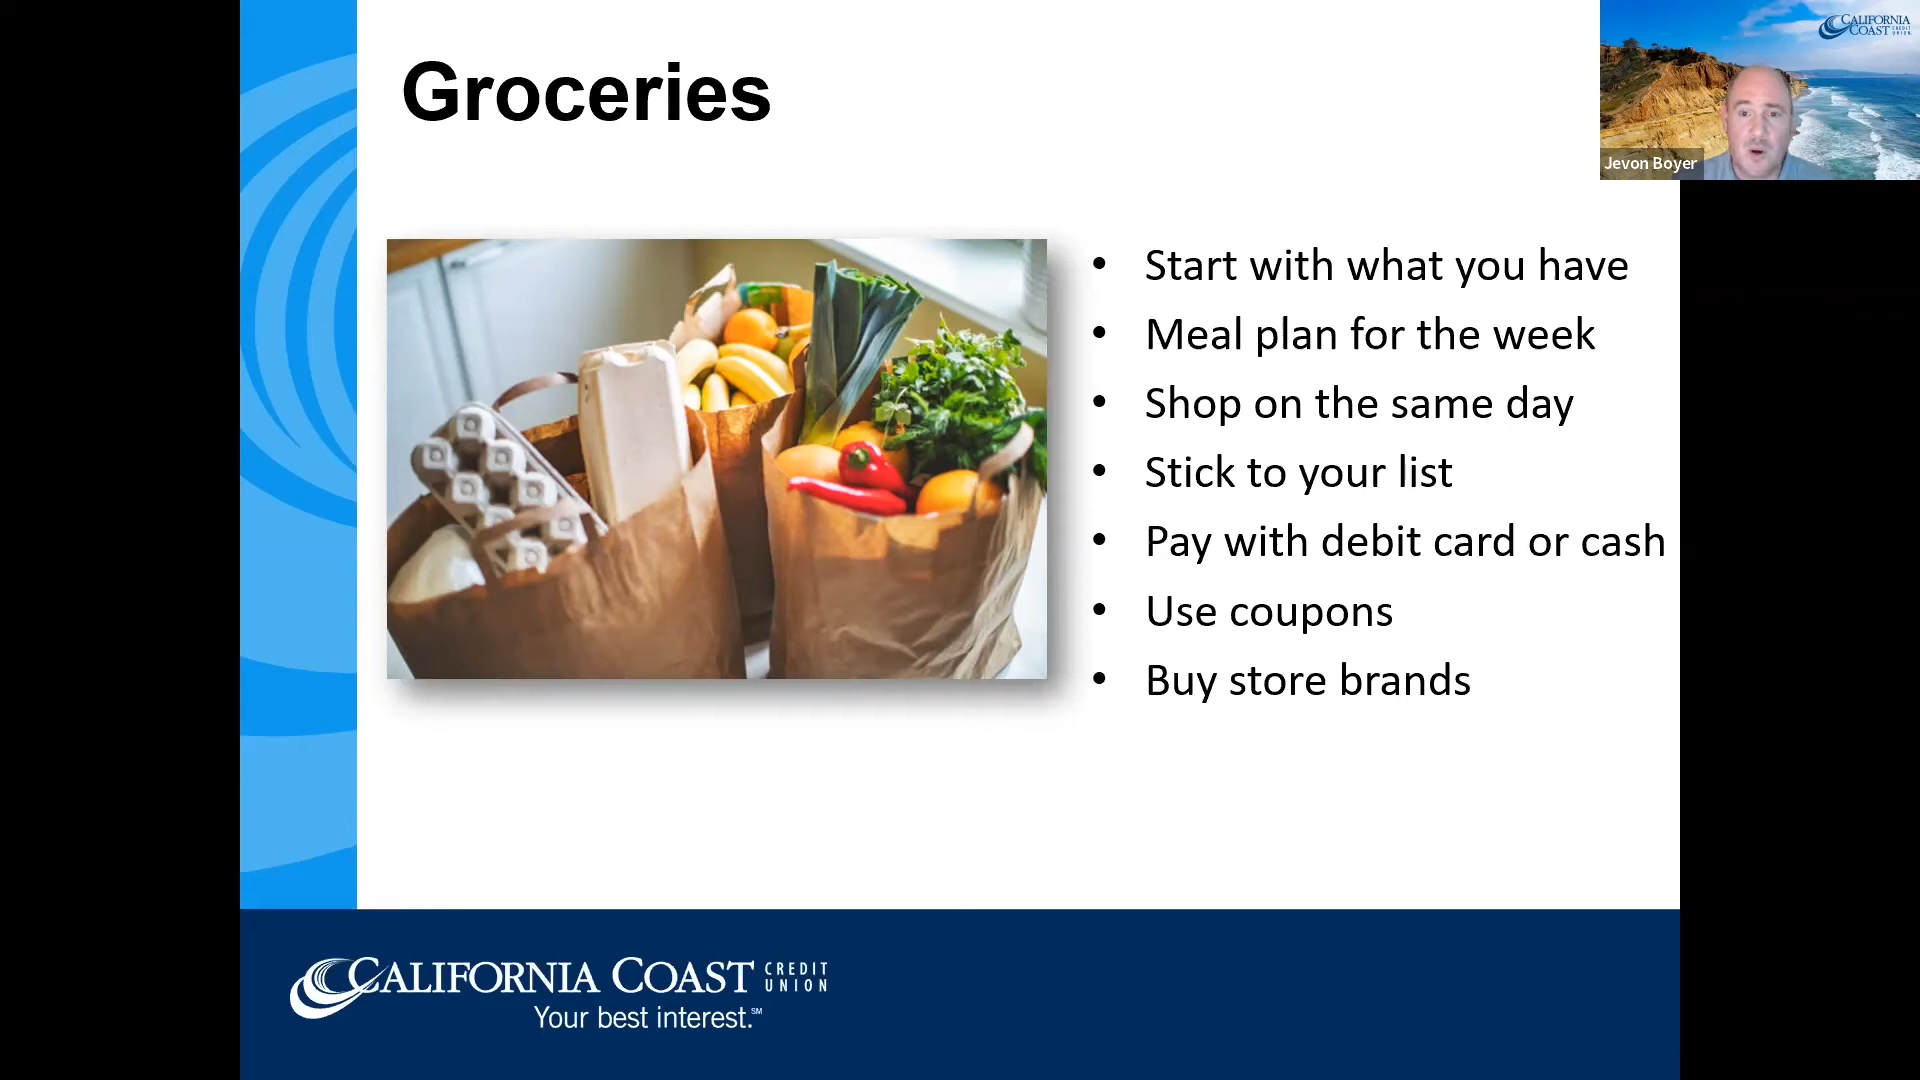 Groceries
CALIFORNIA
COAST CREDIT
UNION
Jevon Boyer
• Start with what you have
• Meal plan for the week
• Shop on the same day
• Stick to your list
• Pay with debit card or cash
• Use coupons
• Buy store brands
CALIFORNIA COAST CREDIT
UNION
Your best interest.℠